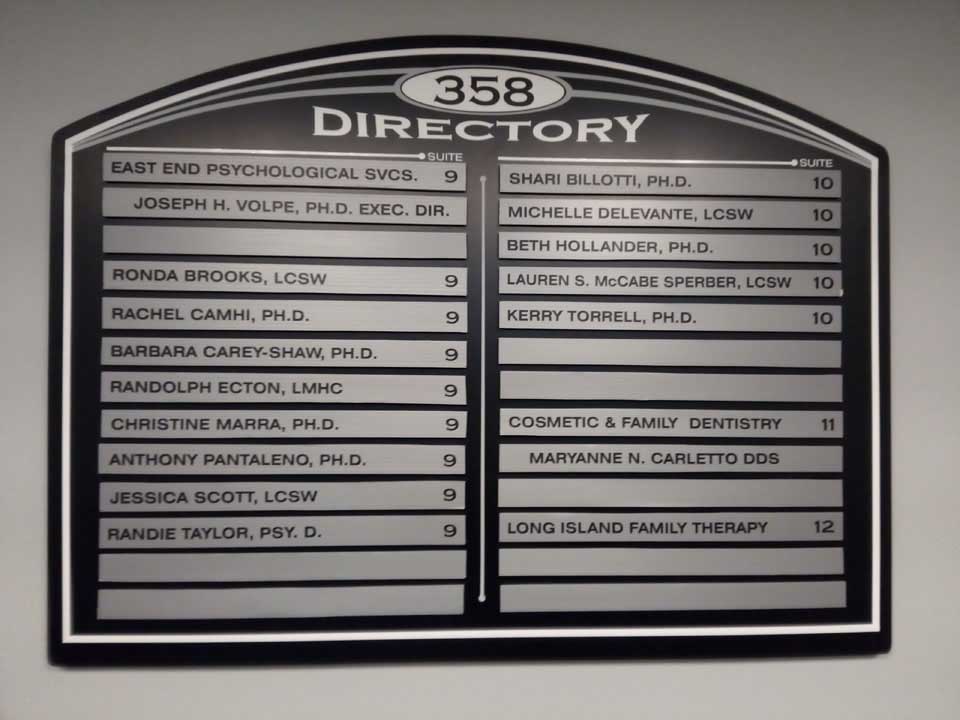 358
DIRECTORY
SUITE
EAST END PSYCHOLOGICAL SVCS. 9
JOSEPH H. VOLPE, PH.D. EXEC. DIR.
RONDA BROOKS, LCSW 9
RACHEL CAMHI, PH.D. 9
BARBARA CAREY-SHAW, PH.D. 9
RANDOLPH ECTON, LMHC 9
CHRISTINE MARRA, PH.D. 9
ANTHONY PANTALENO, PH.D. 9
JESSICA SCOTT, LCSW 9
RANDIE TAYLOR, PSY. D. 9
SUITE
SHARI BILLOTTI, PH.D. 10
MICHELLE DELEVANTE, LCSW 10
BETH HOLLANDER, PH.D. 10
LAUREN S. McCABE SPERBER, LCSW 10
KERRY TORRELL, PH.D. 10
COSMETIC & FAMILY DENTISTRY 11
MARYANNE N. CARLETTO DDS
LONG ISLAND FAMILY THERAPY 12